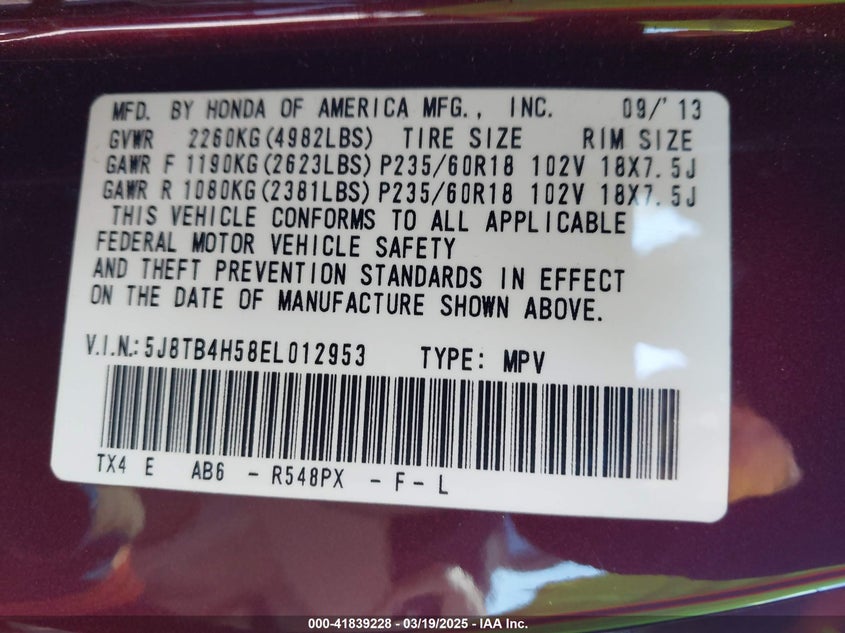 MFD. BY HONDA OF AMERICA MFG., INC. 09/'13
GVWR 2260KG(4982LBS) TIRE SIZE RIM SIZE
GAWR F 1190KG(2623LBS) P235/60R18 102V 18X7.5J
GAWR R 1080KG(2381LBS) P235/60R18 102V 18X7.5J
THIS VEHICLE CONFORMS TO ALL APPLICABLE
FEDERAL MOTOR VEHICLE SAFETY
AND THEFT PREVENTION STANDARDS IN EFFECT
ON THE DATE OF MANUFACTURE SHOWN ABOVE.
V.I.N.: 5J8TB4H58EL012953 TYPE: MPV
TX4 E AB6 - R548PX - F - L
000-41839228 - 03/19/2025 - IAA Inc.